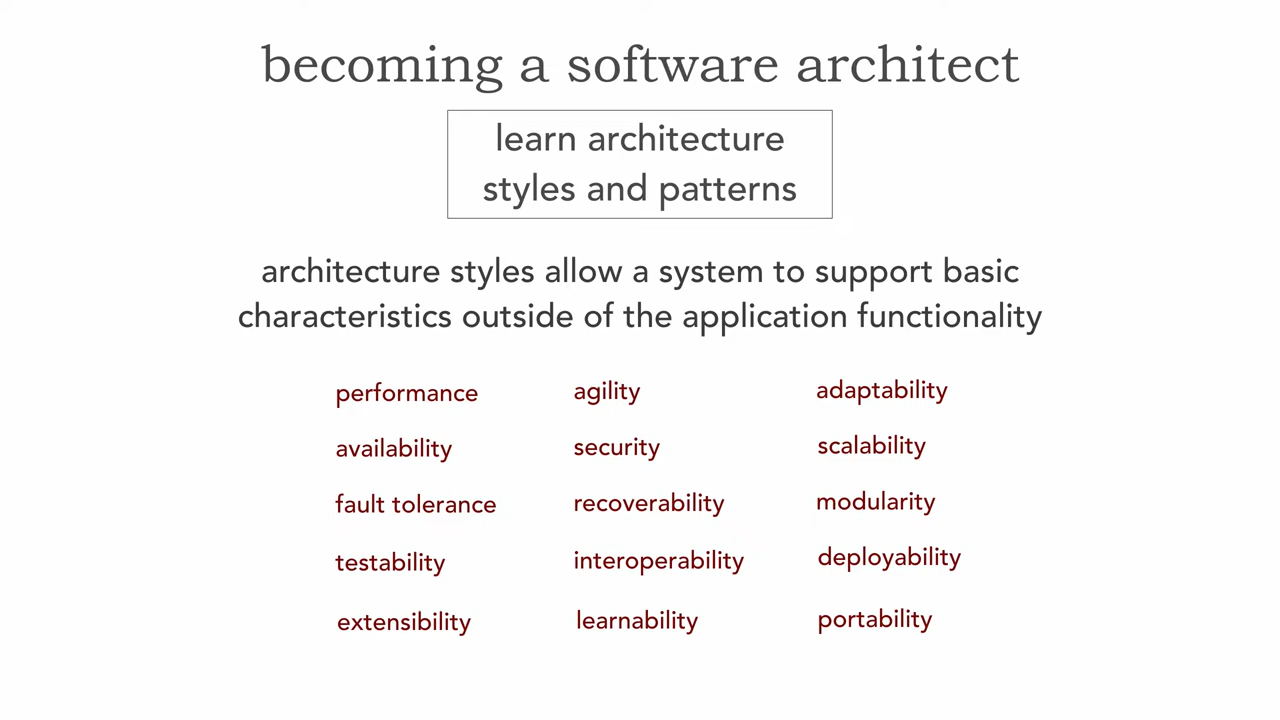 becoming a software architect
learn architecture
styles and patterns
architecture styles allow a system to support basic
characteristics outside of the application functionality
performance agility adaptability
availability security scalability
fault tolerance recoverability modularity
testability interoperability deployability
extensibility learnability portability